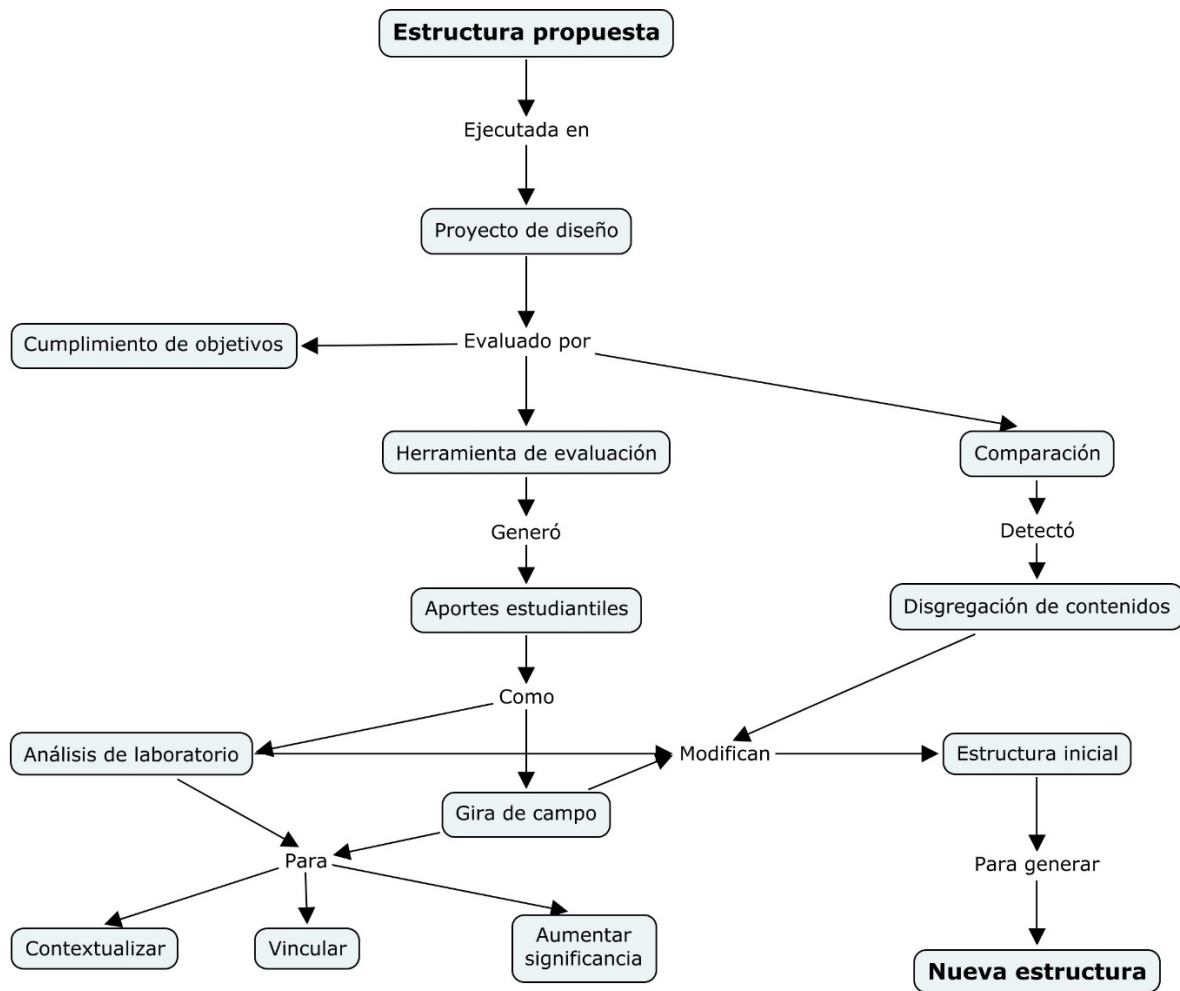 Estructura propuesta
Ejecutada en
Proyecto de diseño
Cumplimiento de objetivos
Evaluado por
Herramienta de evaluación
Comparación
Generó
Detectó
Aportes estudiantiles
Disgregación de contenidos
Como
Análisis de laboratorio
Modifican
Estructura inicial
Gira de campo
Para
Para generar
Contextualizar
Vincular
Aumentar
significancia
Nueva estructura